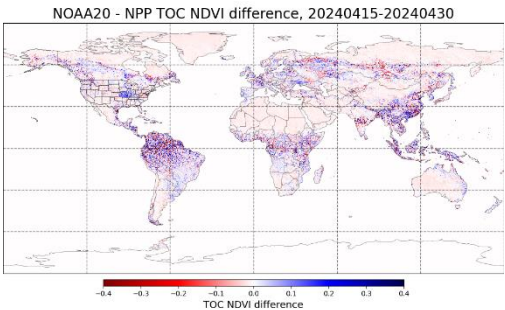 NOAA20 - NPP TOC NDVI difference, 20240415-20240430
−0.4 −0.3 −0.2 −0.1 0.0 0.1 0.2 0.3 0.4
TOC NDVI difference